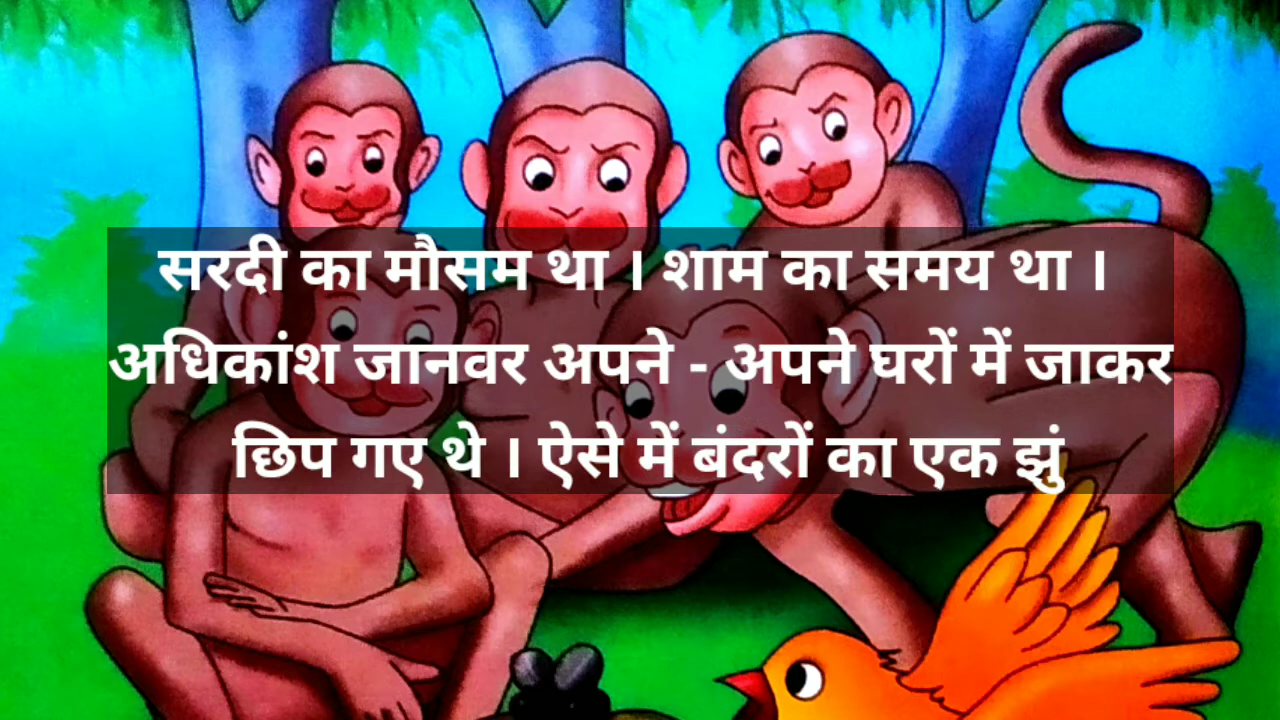 सरदी का मौसम था । शाम का समय था ।
अधिकांश जानवर अपने - अपने घरों में जाकर
छिप गए थे । ऐसे में बंदरों का एक झुं